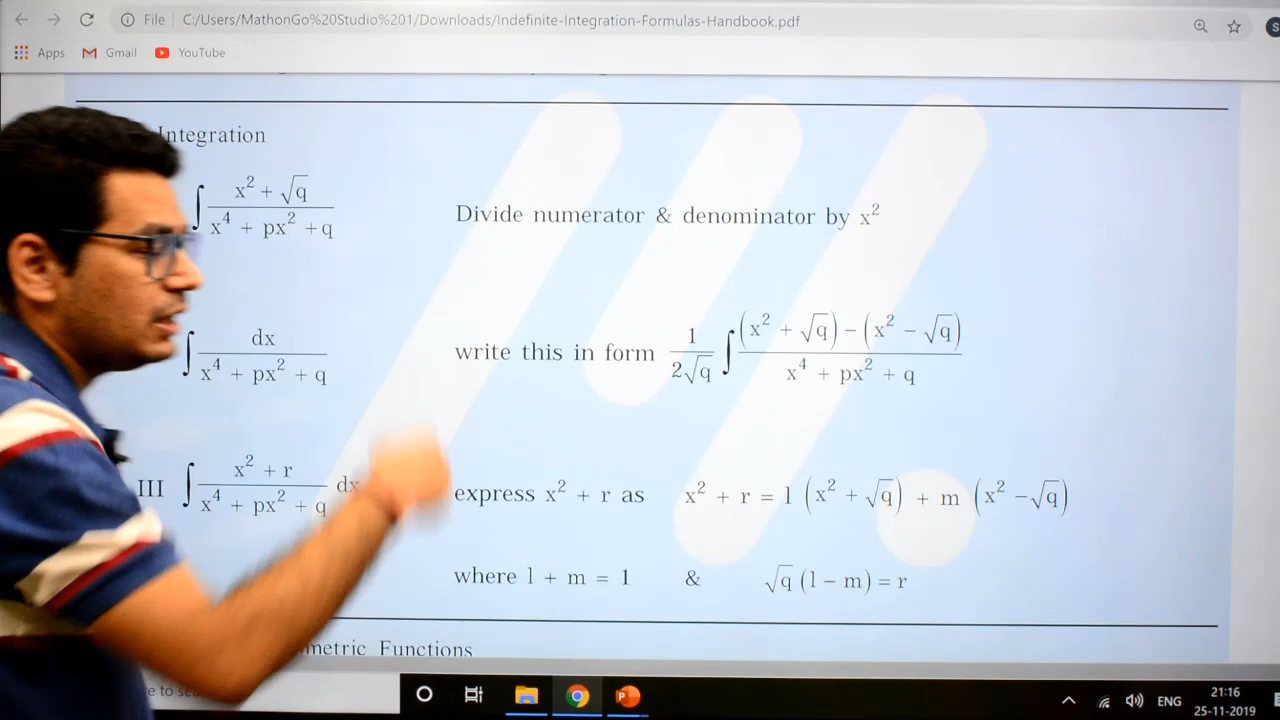 File C:/Users/MathonGo%20Studio%201/Downloads/Indefinite-Integration-Formulas-Handbook.pdf
S
Apps Gmail YouTube
Integration
∫ (x² + √q) / (x⁴ + px² + q) Divide numerator & denominator by x²
∫ dx / (x⁴ + px² + q) write this in form 1/(2√q) ∫ ((x² + √q) − (x² − √q)) / (x⁴ + px² + q)
III ∫ (x² + r) / (x⁴ + px² + q) dx express x² + r as x² + r = l (x² + √q) + m (x² − √q)
where l + m = 1 & √q (l − m) = r
metric Functions
to
ENG
21:16
25-11-2019